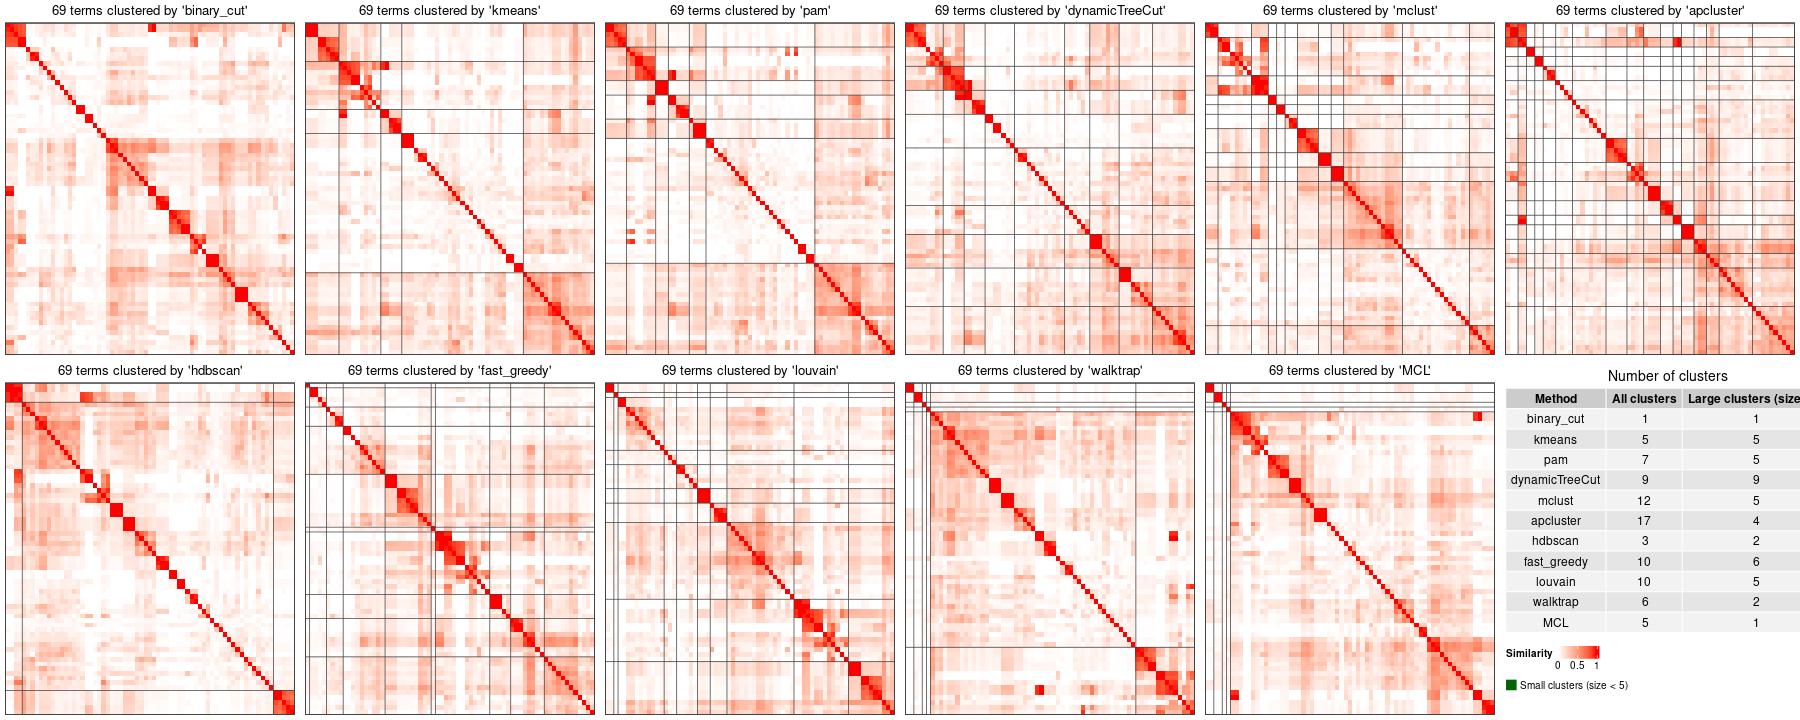 69 terms clustered by 'binary_cut'
69 terms clustered by 'kmeans'
69 terms clustered by 'pam'
69 terms clustered by 'dynamicTreeCut'
69 terms clustered by 'mclust'
69 terms clustered by 'apcluster'
69 terms clustered by 'hdbscan'
69 terms clustered by 'fast_greedy'
69 terms clustered by 'louvain'
69 terms clustered by 'walktrap'
69 terms clustered by 'MCL'
Number of clusters
Method All clusters Large clusters (size
binary_cut 1 1
kmeans 5 5
pam 7 5
dynamicTreeCut 9 9
mclust 12 5
apcluster 17 4
hdbscan 3 2
fast_greedy 10 6
louvain 10 5
walktrap 6 2
MCL 5 1
Similarity
0 0.5 1
Small clusters (size < 5)